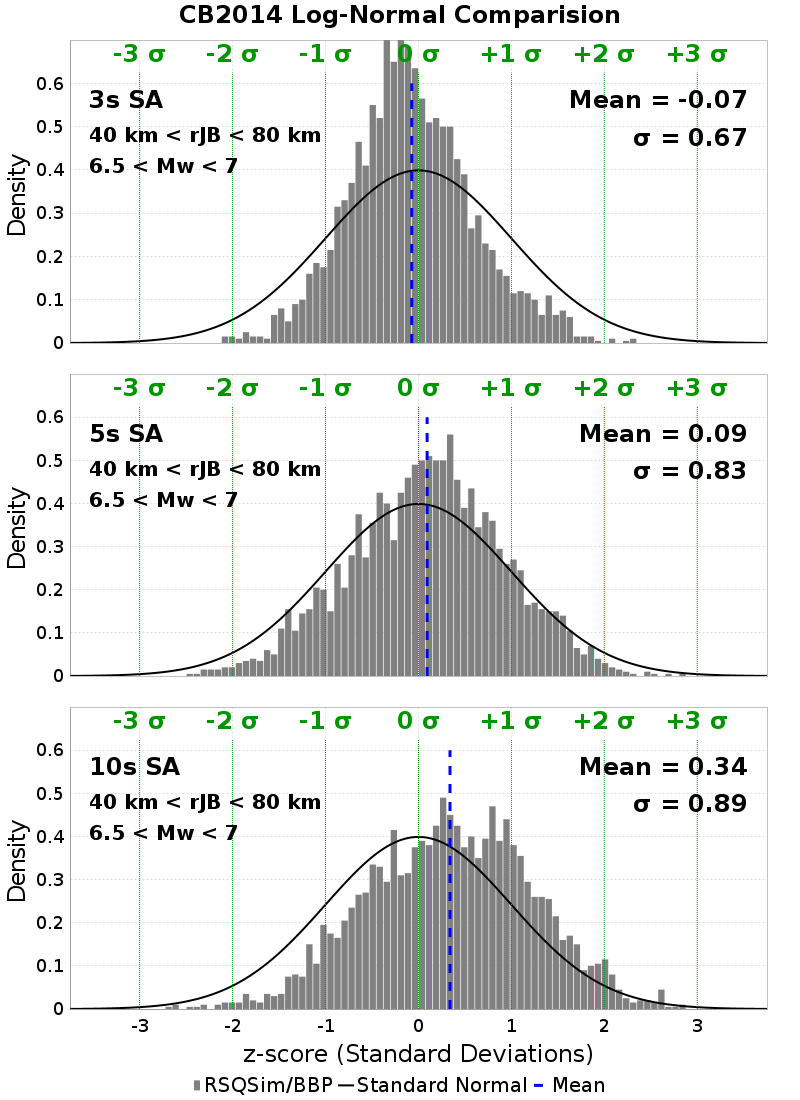 CB2014 Log-Normal Comparision
-3 σ -2 σ -1 σ 0 σ +1 σ +2 σ +3 σ
3s SA
40 km < rJB < 80 km
6.5 < Mw < 7
Mean = -0.07
σ = 0.67
Density
0.6
0.5
0.4
0.3
0.2
0.1
0
-3 σ -2 σ -1 σ 0 σ +1 σ +2 σ +3 σ
5s SA
40 km < rJB < 80 km
6.5 < Mw < 7
Mean = 0.09
σ = 0.83
Density
0.6
0.5
0.4
0.3
0.2
0.1
0
-3 σ -2 σ -1 σ 0 σ +1 σ +2 σ +3 σ
10s SA
40 km < rJB < 80 km
6.5 < Mw < 7
Mean = 0.34
σ = 0.89
Density
0.6
0.5
0.4
0.3
0.2
0.1
0
-3 -2 -1 0 1 2 3
z-score (Standard Deviations)
RSQSim/BBP Standard Normal Mean